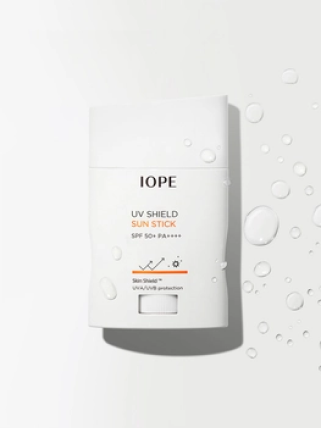 IOPE
UV SHIELD
SUN STICK
SPF 50+ PA++++
Skin Shield™
UVA/UVB protection